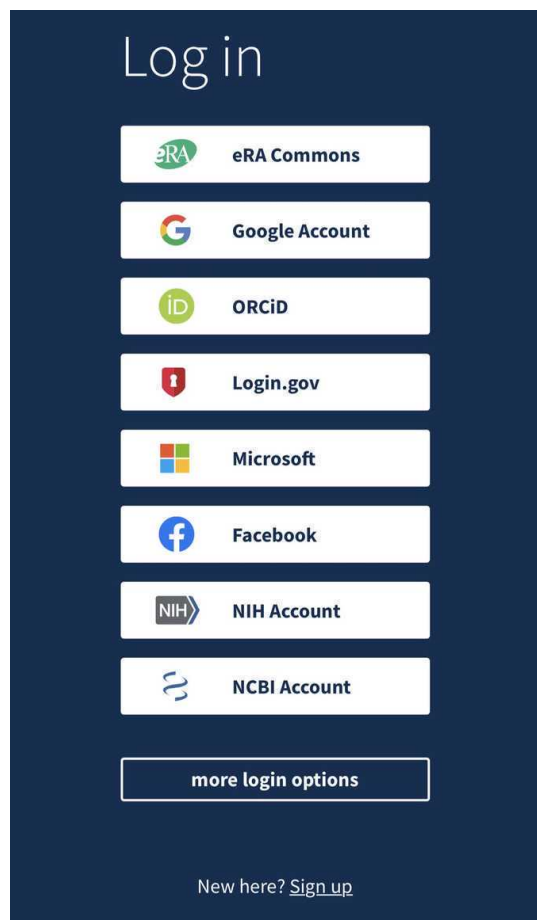 Log in
eRA
eRA Commons
G
Google Account
iD
ORCiD
Login.gov
Microsoft
f
Facebook
NIH
NIH Account
NCBI Account
more login options
New here? Sign up